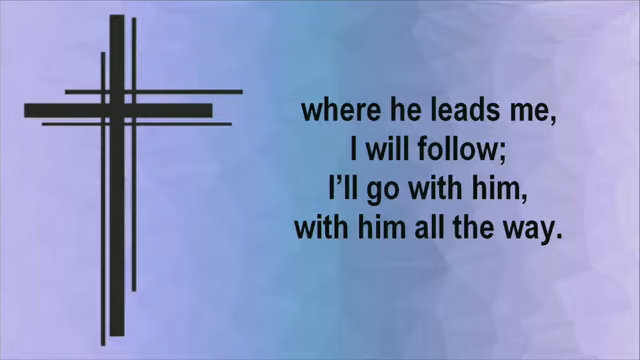 where he leads me,
I will follow;
I’ll go with him,
with him all the way.